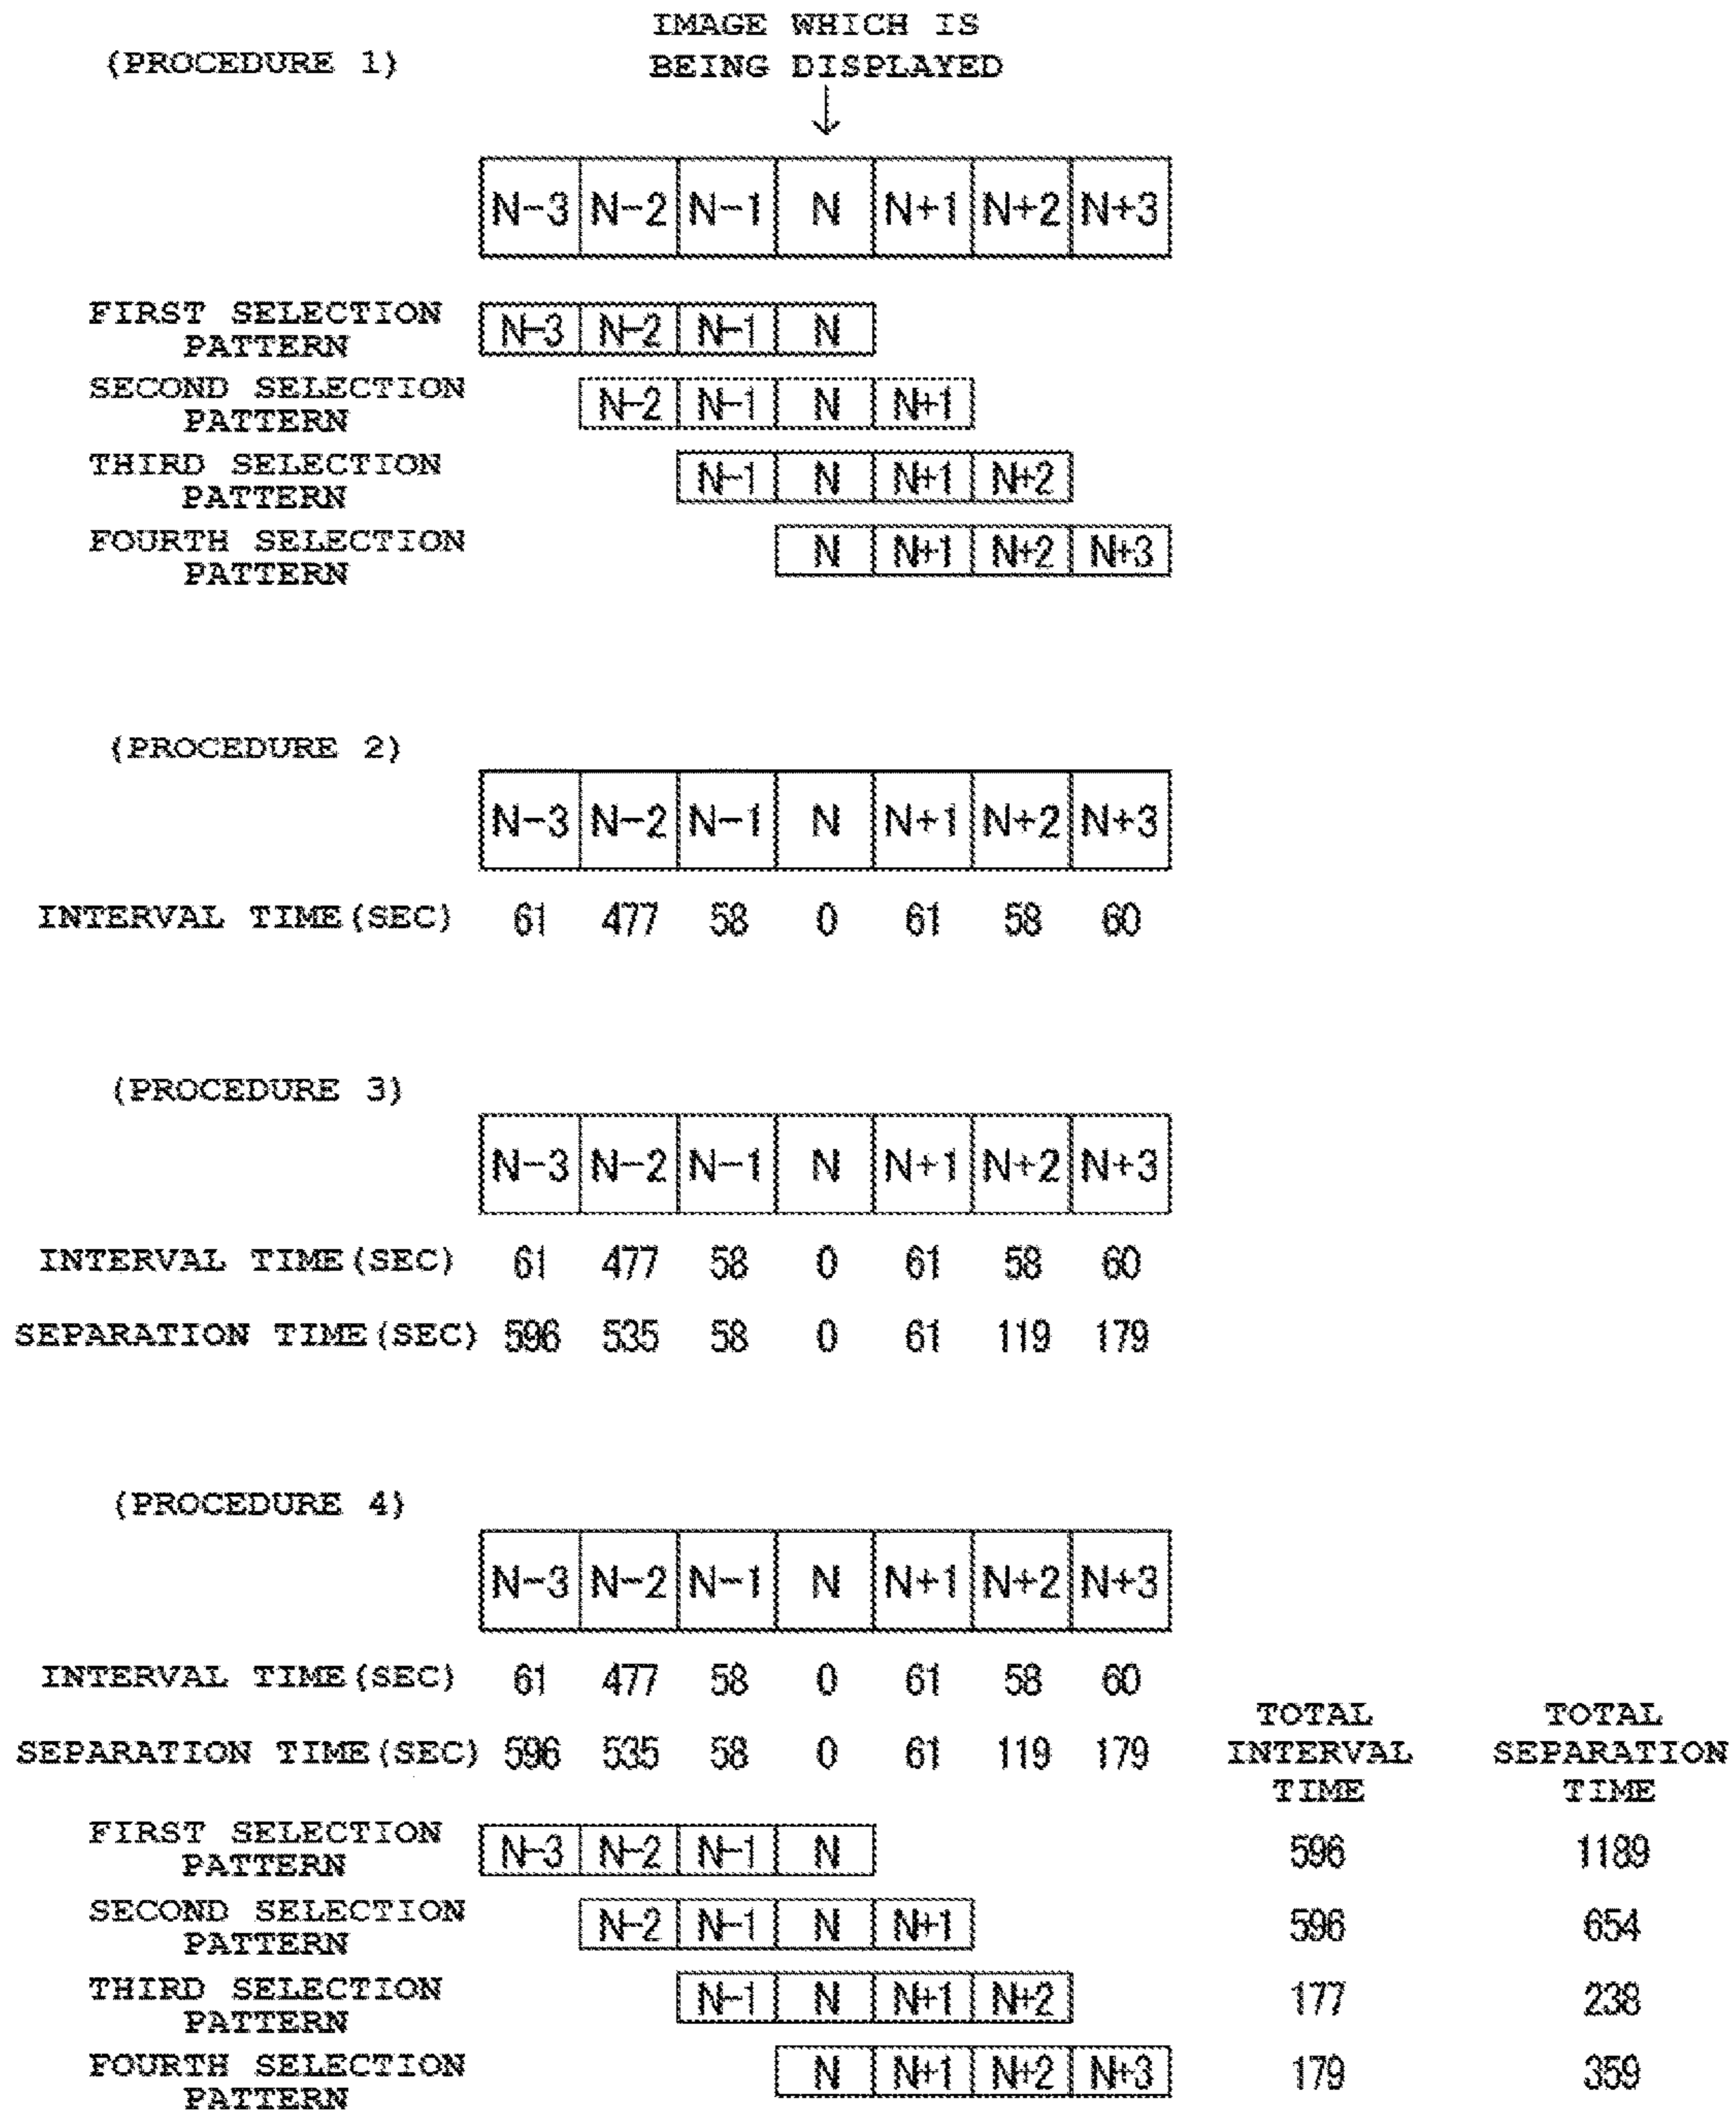 IMAGE WHICH IS
(PROCEDURE 1) BEING DISPLAYED
N-3 N-2 N-1 N N+1 N+2 N+3
FIRST SELECTION
PATTERN
N-3 N-2 N-1 N
SECOND SELECTION
PATTERN
N-2 N-1 N N+1
THIRD SELECTION
PATTERN
N-1 N N+1 N+2
FOURTH SELECTION
PATTERN
N N+1 N+2 N+3
(PROCEDURE 2)
N-3 N-2 N-1 N N+1 N+2 N+3
INTERVAL TIME(SEC) 61 477 58 0 61 58 60
(PROCEDURE 3)
N-3 N-2 N-1 N N+1 N+2 N+3
INTERVAL TIME(SEC) 61 477 58 0 61 58 60
SEPARATION TIME(SEC) 596 535 58 0 61 119 179
(PROCEDURE 4)
N-3 N-2 N-1 N N+1 N+2 N+3
INTERVAL TIME(SEC) 61 477 58 0 61 58 60
SEPARATION TIME(SEC) 596 535 58 0 61 119 179
TOTAL
INTERVAL
TIME
TOTAL
SEPARATION
TIME
FIRST SELECTION
PATTERN
N-3 N-2 N-1 N 596 1189
SECOND SELECTION
PATTERN
N-2 N-1 N N+1 596 654
THIRD SELECTION
PATTERN
N-1 N N+1 N+2 177 238
FOURTH SELECTION
PATTERN
N N+1 N+2 N+3 179 359